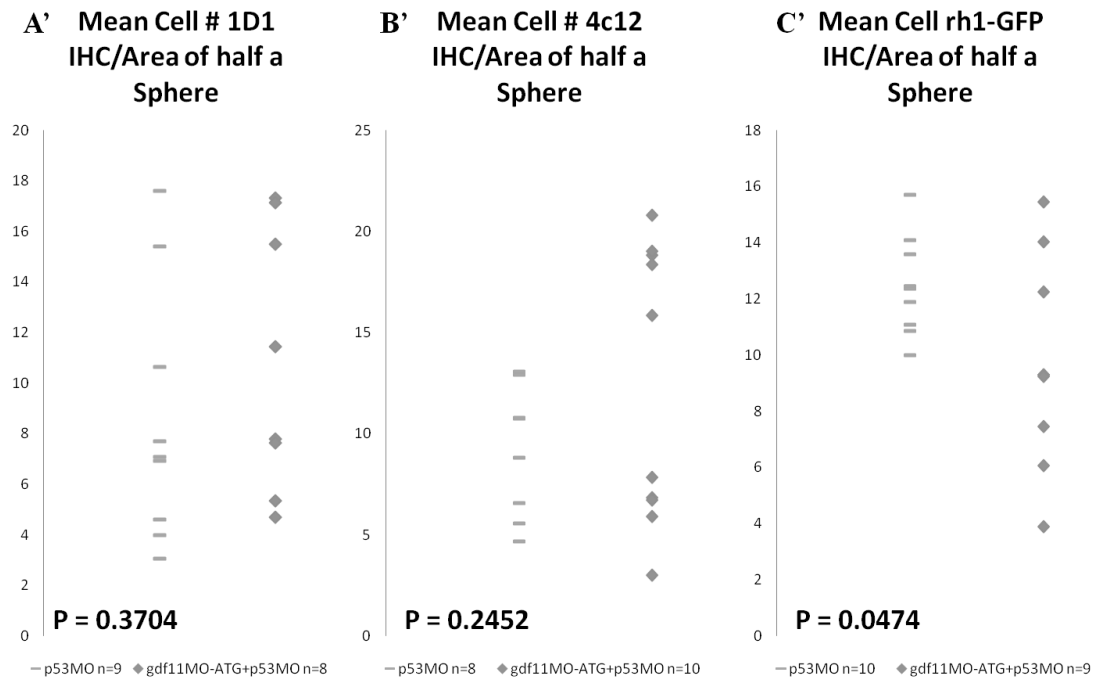 A’ Mean Cell # 1D1
IHC/Area of half a
Sphere
20
18
16
14
12
10
8
6
4
2
0
P = 0.3704
p53MO n=9 gdf11MO-ATG+p53MO n=8
B’ Mean Cell # 4c12
IHC/Area of half a
Sphere
25
20
15
10
5
0
P = 0.2452
p53MO n=8 gdf11MO-ATG+p53MO n=10
C’ Mean Cell rh1-GFP
IHC/Area of half a
Sphere
18
16
14
12
10
8
6
4
2
0
P = 0.0474
p53MO n=10 gdf11MO-ATG+p53MO n=9